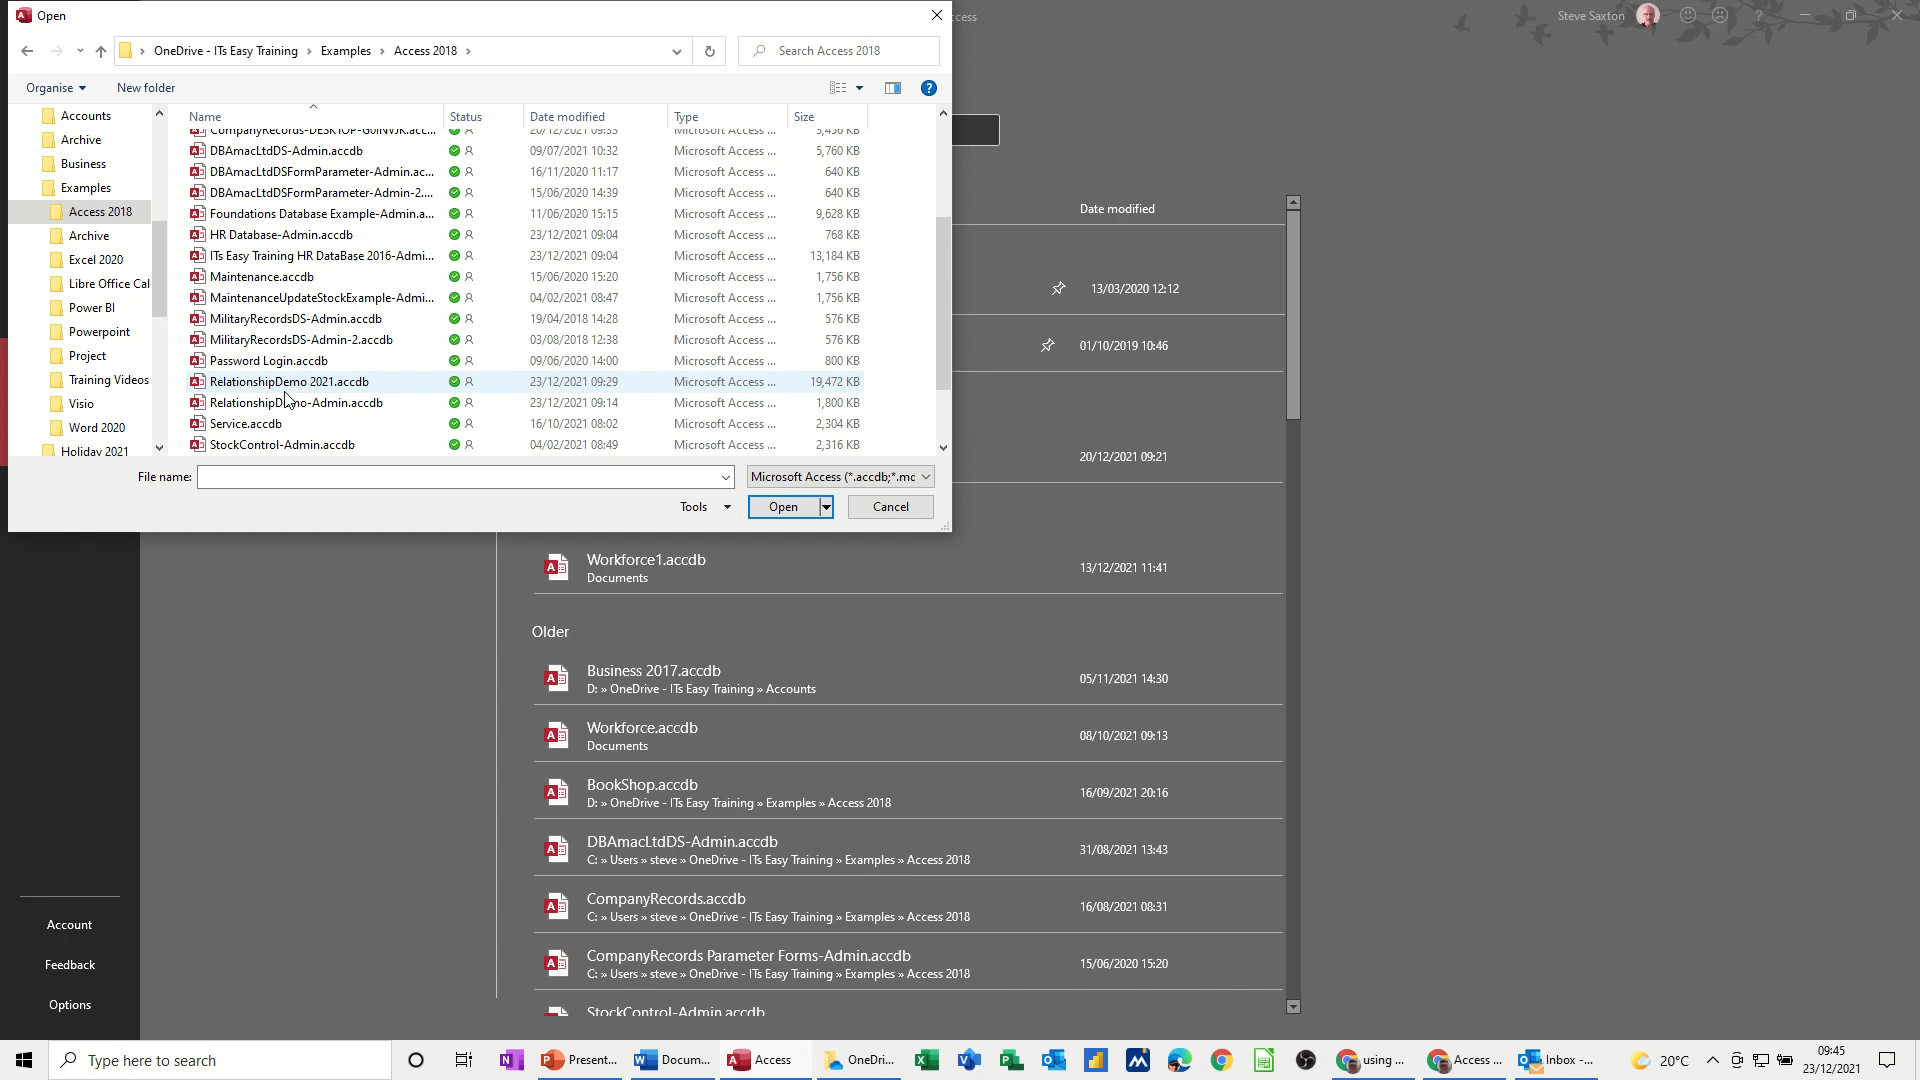 Open
cess
Steve Saxton
?
OneDrive - ITs Easy Training > Examples > Access 2018 >
Search Access 2018
Organise
New folder
?
Accounts
Archive
Business
Examples
Access 2018
Archive
Excel 2020
Libre Office Cal
Power BI
Powerpoint
Project
Training Videos
Visio
Word 2020
Holiday 2021
Name Status Date modified Type Size
CompanyRecords-DESKTOP-G0INVJK.acc... 20/12/2021 09:33 Microsoft Access ... 5,456 KB
DBAmacLtdDS-Admin.accdb 09/07/2021 10:32 Microsoft Access ... 5,760 KB
DBAmacLtdDSFormParameter-Admin.ac... 16/11/2020 11:17 Microsoft Access ... 640 KB
DBAmacLtdDSFormParameter-Admin-2.... 15/06/2020 14:39 Microsoft Access ... 640 KB
Foundations Database Example-Admin.a... 11/06/2020 15:15 Microsoft Access ... 9,628 KB
HR Database-Admin.accdb 23/12/2021 09:04 Microsoft Access ... 768 KB
ITs Easy Training HR DataBase 2016-Admi... 23/12/2021 09:04 Microsoft Access ... 13,184 KB
Maintenance.accdb 15/06/2020 15:20 Microsoft Access ... 1,756 KB
MaintenanceUpdateStockExample-Admi... 04/02/2021 08:47 Microsoft Access ... 1,756 KB
MilitaryRecordsDS-Admin.accdb 19/04/2018 14:28 Microsoft Access ... 576 KB
MilitaryRecordsDS-Admin-2.accdb 03/08/2018 12:38 Microsoft Access ... 576 KB
Password Login.accdb 09/06/2020 14:00 Microsoft Access ... 800 KB
RelationshipDemo 2021.accdb 23/12/2021 09:29 Microsoft Access ... 19,472 KB
RelationshipDemo-Admin.accdb 23/12/2021 09:14 Microsoft Access ... 1,800 KB
Service.accdb 16/10/2021 08:02 Microsoft Access ... 2,304 KB
StockControl-Admin.accdb 04/02/2021 08:49 Microsoft Access ... 2,316 KB
File name:
Microsoft Access (*.accdb;*.mc
Tools
Open
Cancel
Date modified
13/03/2020 12:12
01/10/2019 10:46
20/12/2021 09:21
Workforce1.accdb
Documents
13/12/2021 11:41
Older
Business 2017.accdb
D: » OneDrive - ITs Easy Training » Accounts
05/11/2021 14:30
Workforce.accdb
Documents
08/10/2021 09:13
BookShop.accdb
D: » OneDrive - ITs Easy Training » Examples » Access 2018
16/09/2021 20:16
DBAmacLtdDS-Admin.accdb
C: » Users » steve » OneDrive - ITs Easy Training » Examples » Access 2018
31/08/2021 13:43
CompanyRecords.accdb
C: » Users » steve » OneDrive - ITs Easy Training » Examples » Access 2018
16/08/2021 08:31
CompanyRecords Parameter Forms-Admin.accdb
C: » Users » steve » OneDrive - ITs Easy Training » Examples » Access 2018
15/06/2020 15:20
StockControl-Admin.accdb
Account
Feedback
Options
Type here to search
Present...
Docum...
Access
OneDri...
using ...
Access ...
Inbox -...
20°C
09:45
23/12/2021